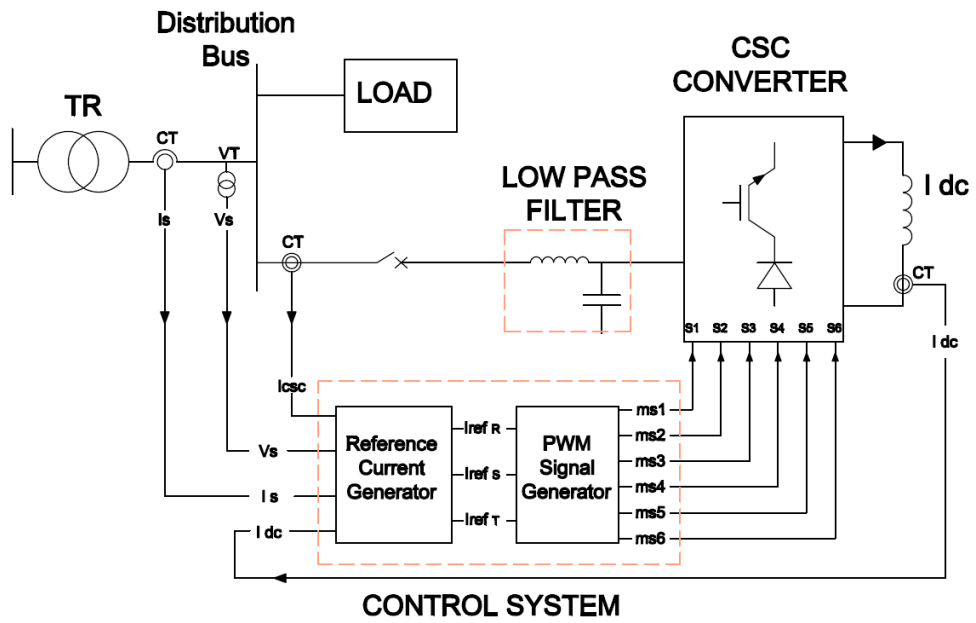 Distribution
Bus
CSC
CONVERTER
TR
LOAD
CT
VT
LOW PASS
FILTER
I dc
Is
Vs
CT
CT
S1 S2 S3 S4 S5 S6
I dc
Icsc
Reference
Current
Generator
Iref R
Iref S
Iref T
PWM
Signal
Generator
ms1
ms2
ms3
ms4
ms5
ms6
Vs
I s
I dc
CONTROL SYSTEM